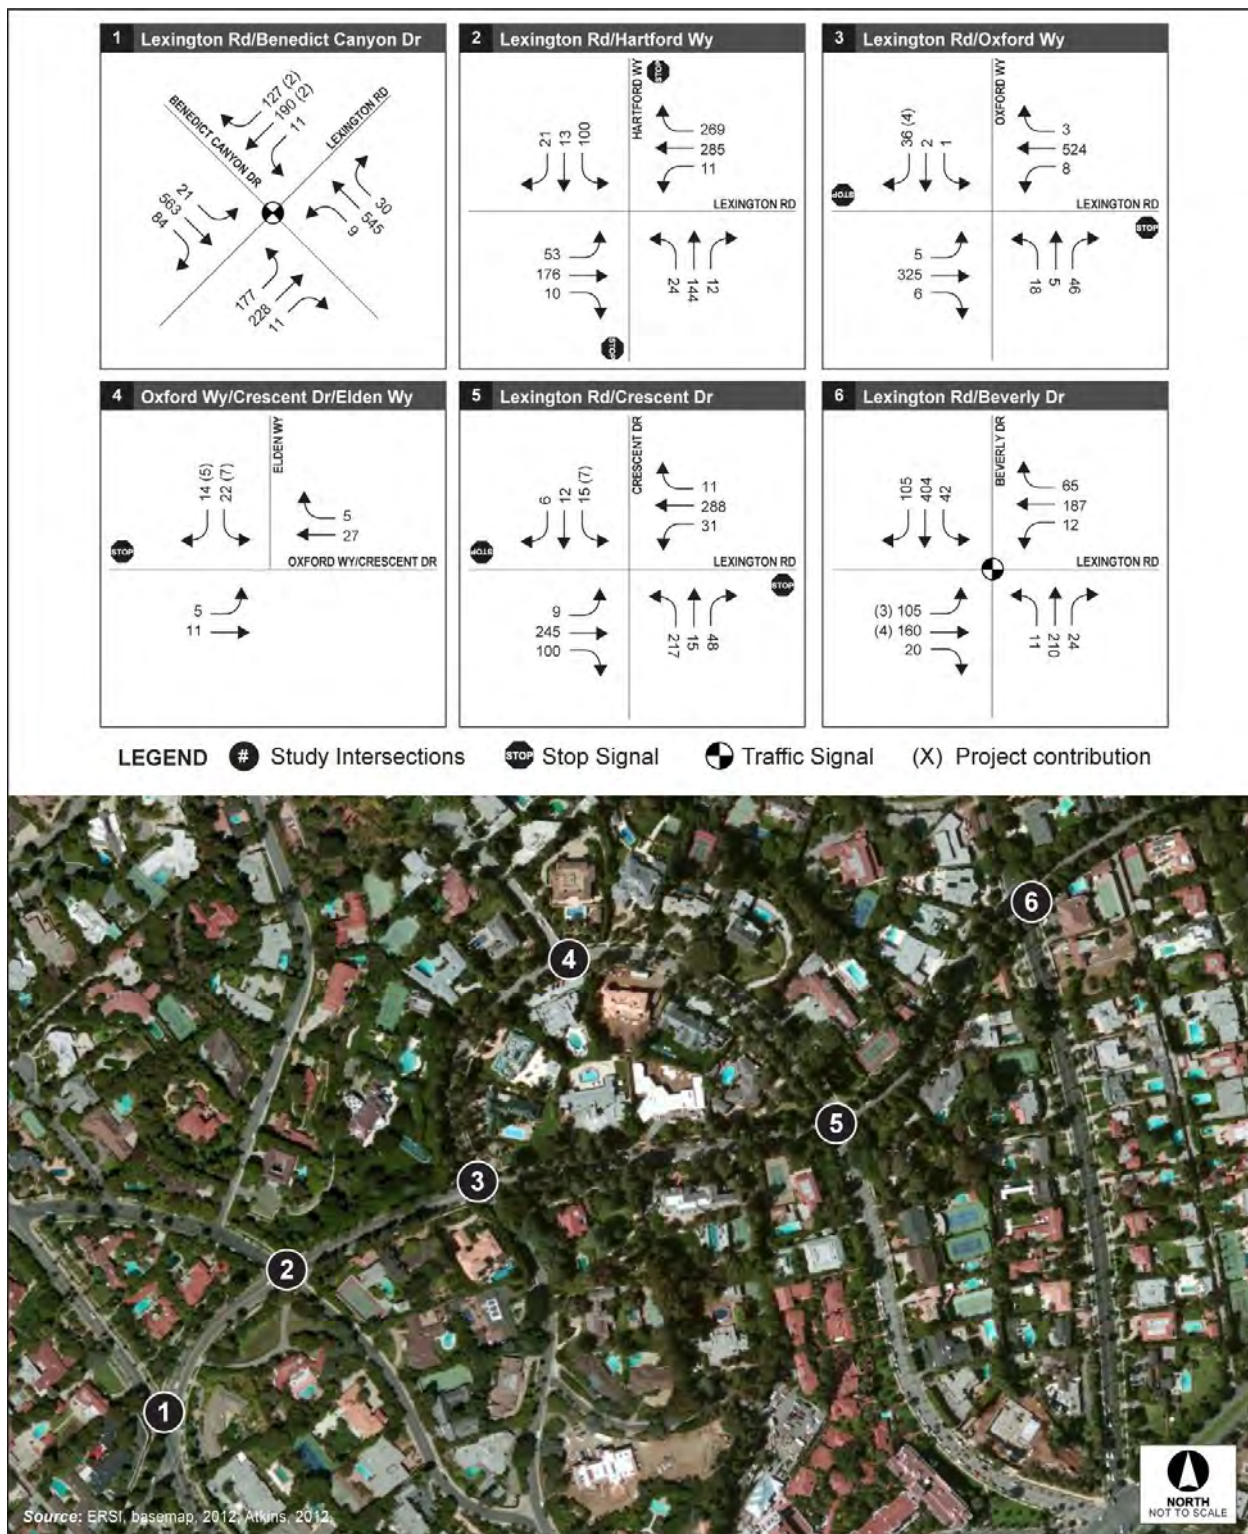 1 Lexington Rd/Benedict Canyon Dr
BENEDICT CANYON DR
LEXINGTON RD
127 (2)
190 (2)
11
21
563
84
30
545
9
177
228
11
2 Lexington Rd/Hartford Wy
HARTFORD WY
STOP
21
13
100
269
285
11
LEXINGTON RD
53
176
10
24
144
12
STOP
3 Lexington Rd/Oxford Wy
OXFORD WY
36 (4)
2
1
3
524
8
STOP
LEXINGTON RD
STOP
5
325
6
18
5
46
4 Oxford Wy/Crescent Dr/Elden Wy
ELDEN WY
14 (5)
22 (7)
5
27
STOP
OXFORD WY/CRESCENT DR
5
11
5 Lexington Rd/Crescent Dr
CRESCENT DR
6
12
15 (7)
11
288
31
STOP
LEXINGTON RD
STOP
9
245
100
217
15
48
6 Lexington Rd/Beverly Dr
BEVERLY DR
105
404
42
65
187
12
LEXINGTON RD
(3) 105
(4) 160
20
11
210
24
LEGEND # Study Intersections STOP Stop Signal Traffic Signal (X) Project contribution
6
4
5
3
2
1
NORTH
NOT TO SCALE
Source: ERSI, basemap, 2012; Atkins, 2012.